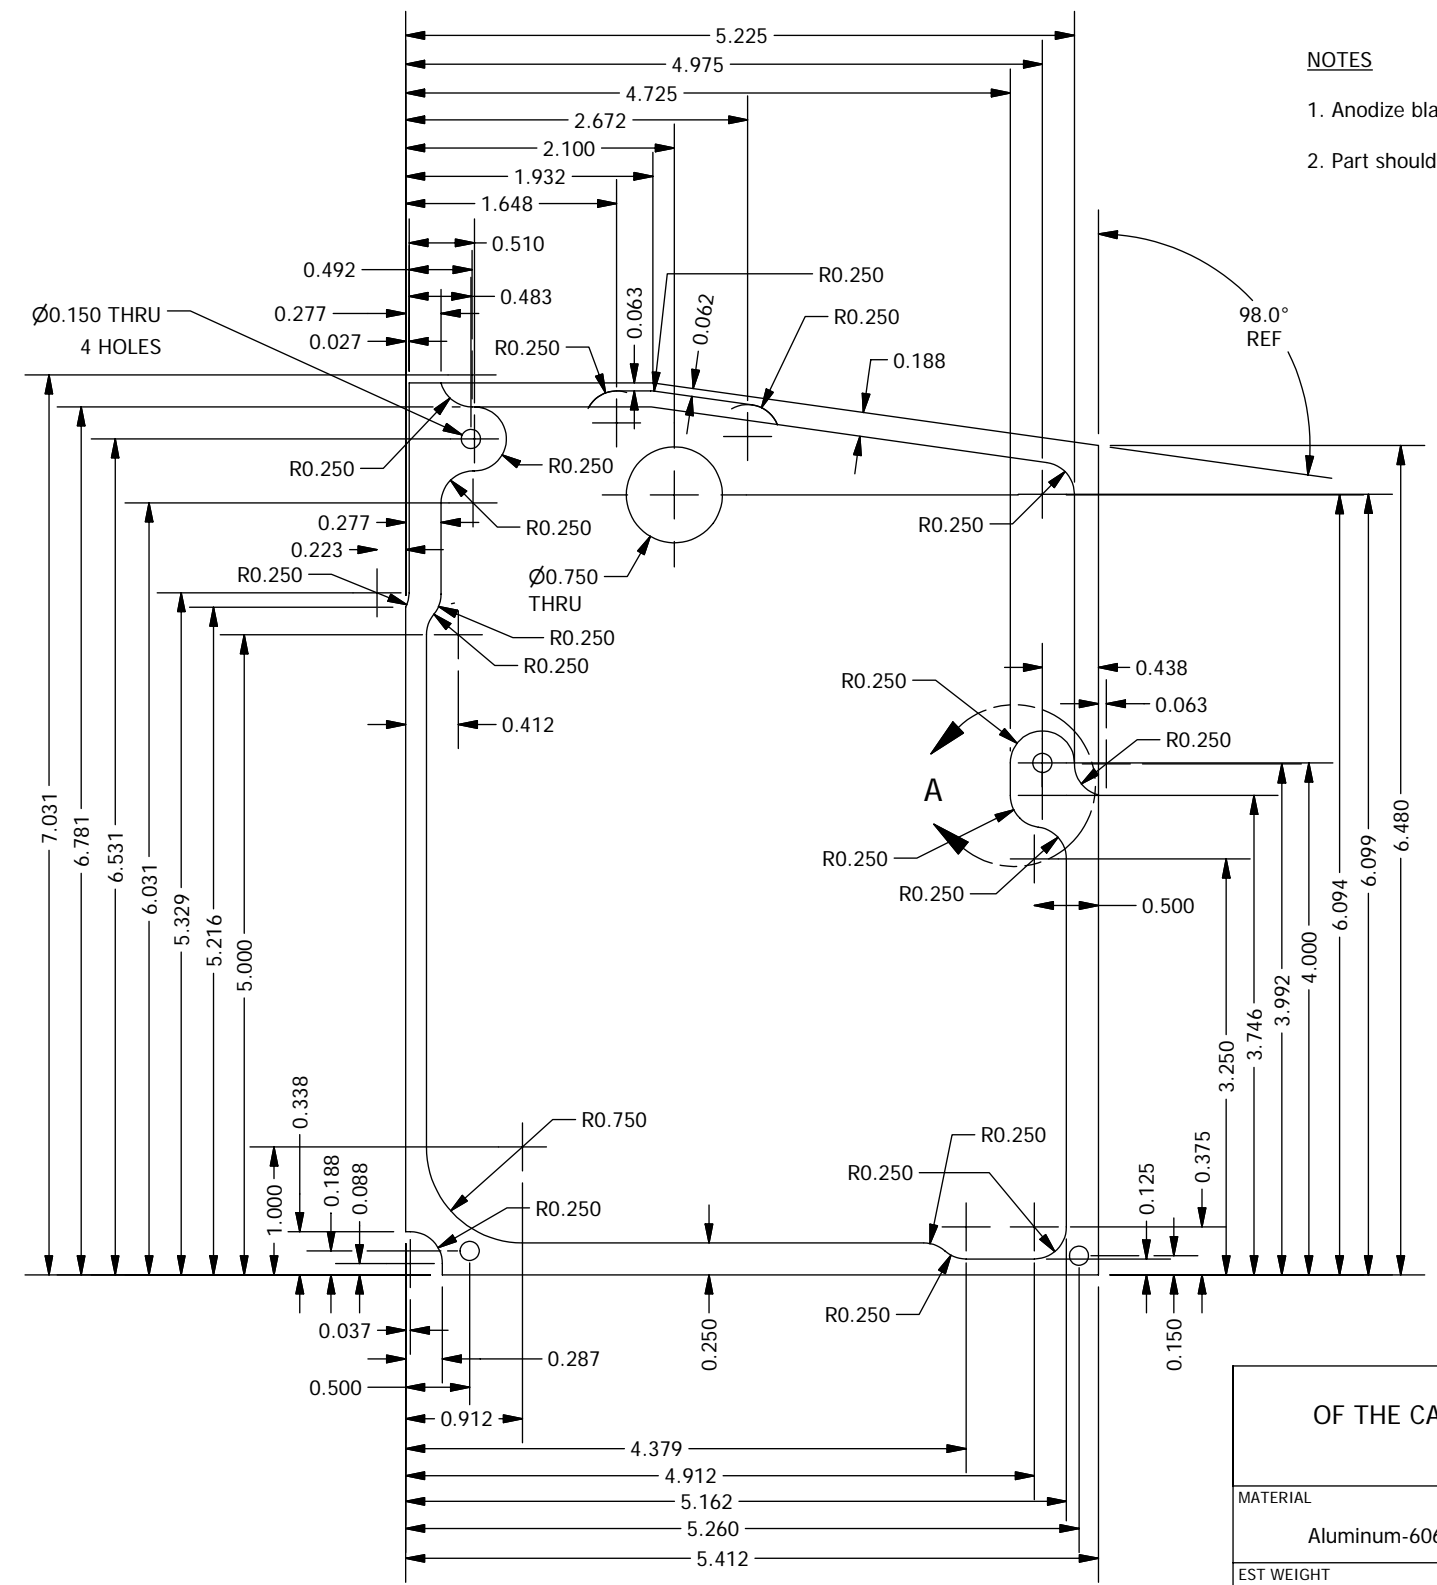 5.225
4.975
4.725
2.672
2.100
1.932
1.648
0.510
0.492
0.483
0.277
0.027
Ø0.150 THRU
4 HOLES
R0.250
0.063
0.062
R0.250
R0.250
0.188
98.0°
REF
NOTES
1. Anodize bla
2. Part should
R0.250
R0.250
R0.250
R0.250
0.277
0.223
R0.250
Ø0.750
THRU
R0.250
R0.250
0.412
R0.250
0.438
0.063
R0.250
A
R0.250
R0.250
0.500
7.031
6.781
6.531
6.031
5.329
5.216
5.000
3.250
3.746
3.992
4.000
6.094
6.099
6.480
R0.750
R0.250
R0.250
R0.250
R0.250
0.338
1.000
0.188
0.088
0.125
0.375
0.150
0.037
0.287
0.250
0.500
0.912
4.379
4.912
5.162
5.260
5.412
OF THE CA
MATERIAL
Aluminum-606
EST WEIGHT